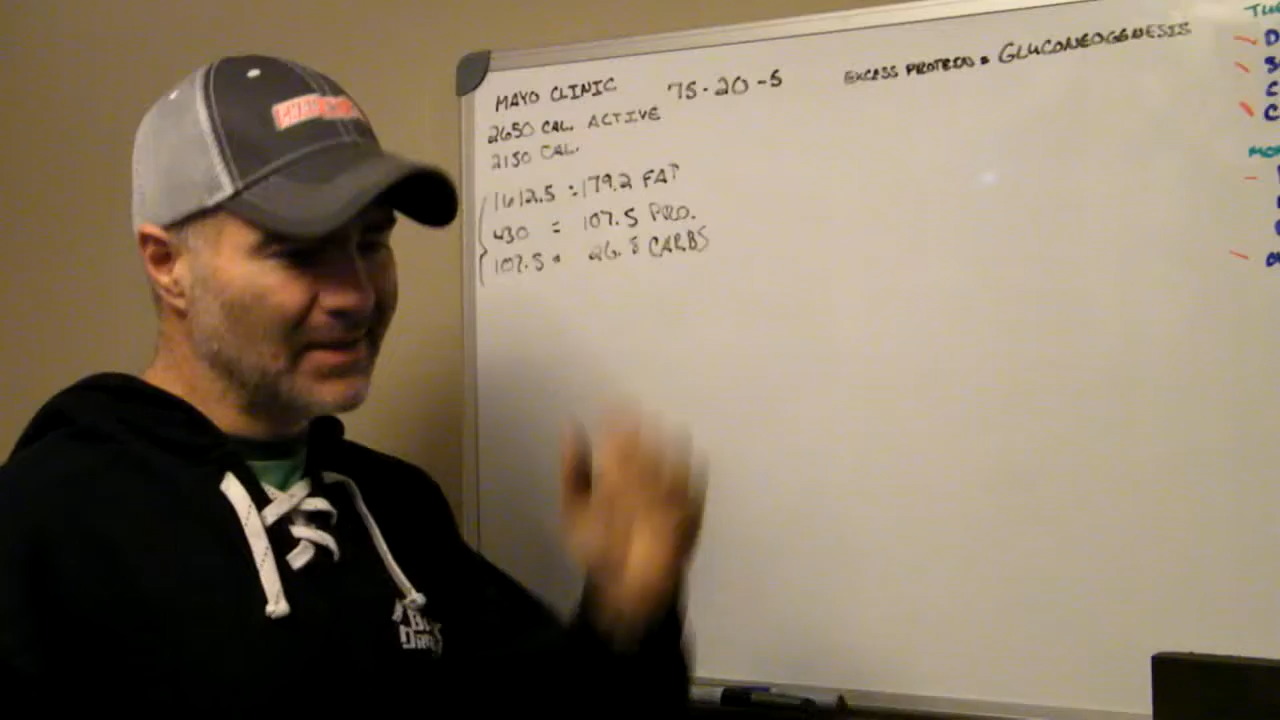 MAYO CLINIC 75-20-5
EXCESS PROTEIN = GLUCONEOGENESIS
2650 CAL. ACTIVE
2150 CAL.
1612.5 = 179.2 FAT
430 = 107.5 PRO.
107.5 = 26.8 CARBS